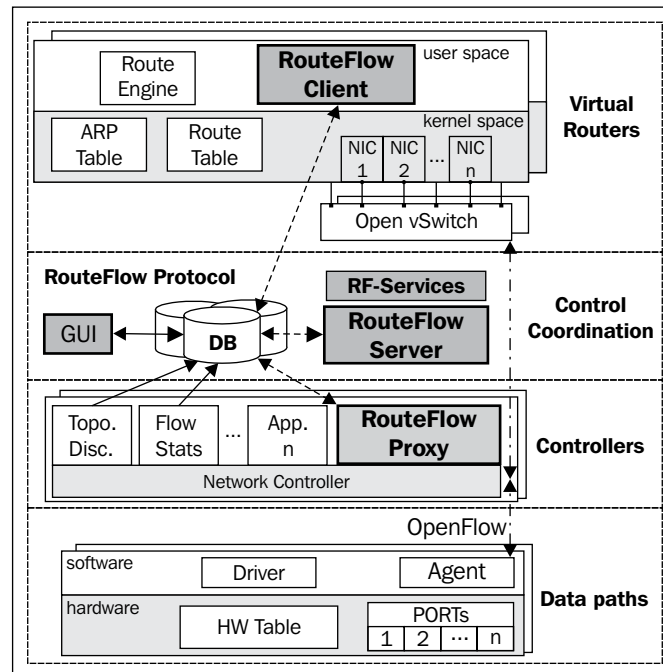 user space
Route
Engine
RouteFlow
Client
kernel space
ARP
Table
Route
Table
NIC
1
NIC
2
...
NIC
n
Open vSwitch
Virtual
Routers
RouteFlow Protocol
GUI
DB
RF-Services
RouteFlow
Server
Control
Coordination
Topo.
Disc.
Flow
Stats
...
App.
n
RouteFlow
Proxy
Network Controller
Controllers
OpenFlow
software
Driver
Agent
hardware
HW Table
PORTs
1 2 ... n
Data paths